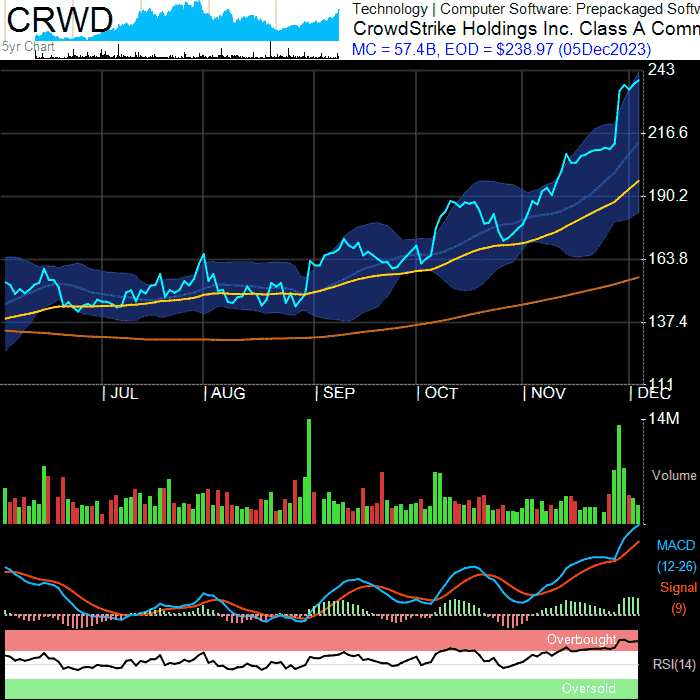 CRWD
5yr Chart
Technology | Computer Software: Prepackaged Softw
CrowdStrike Holdings Inc. Class A Comm
MC = 57.4B, EOD = $238.97 (05Dec2023)
243
216.6
190.2
163.8
137.4
111
| JUL | AUG | SEP | OCT | NOV | DEC
14M
Volume
MACD
(12-26)
Signal
(9)
Overbought
RSI(14)
Oversold